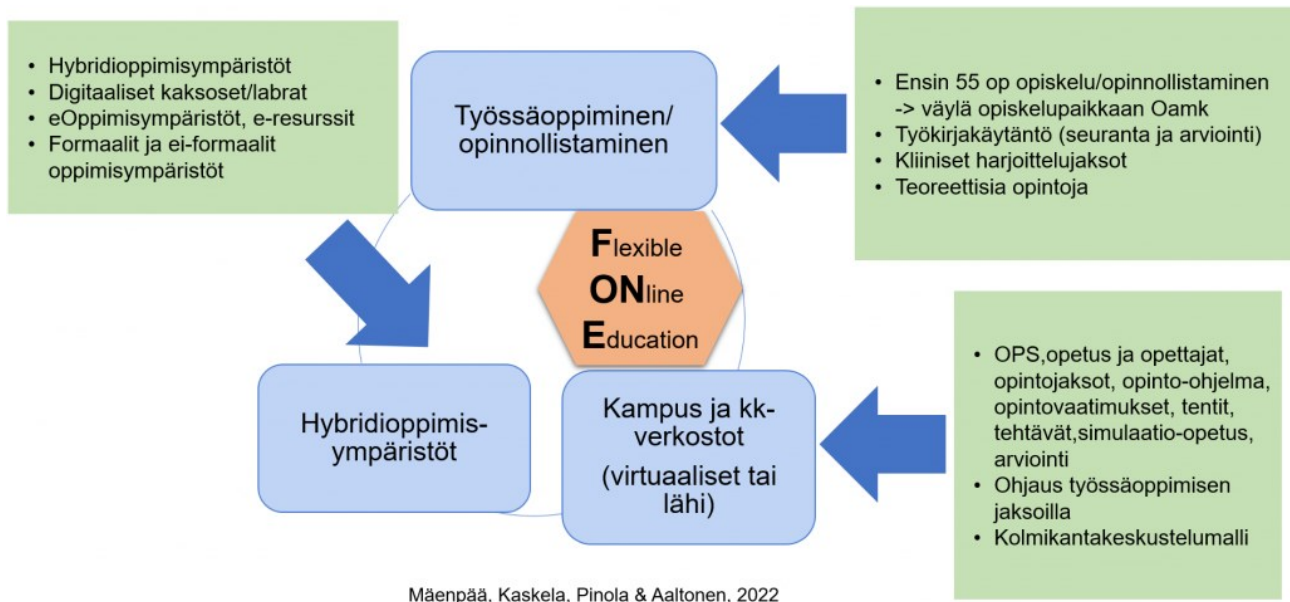 • Hybridioppimisympäristöt
• Digitaaliset kaksoset/labrat
• eOppimisympäristöt, e-resurssit
• Formaalit ja ei-formaalit
oppimisympäristöt
Työssäoppiminen/
opinnollistaminen
• Ensin 55 op opiskelu/opinnollistaminen
-> väylä opiskelupaikkaan Oamk
• Työkirjakäytäntö (seuranta ja arviointi)
• Kliiniset harjoittelujaksot
• Teoreettisia opintoja
Flexible
ONline
Education
Hybridioppimis-
ympäristöt
Kampus ja kk-
verkostot
(virtuaaliset tai
lähi)
• OPS,opetus ja opettajat,
opintojaksot, opinto-ohjelma,
opintovaatimukset, tentit,
tehtävät,simulaatio-opetus,
arviointi
• Ohjaus työssäoppimisen
jaksoilla
• Kolmikantakeskustelumalli
Mäenpää, Kaskela, Pinola & Aaltonen, 2022